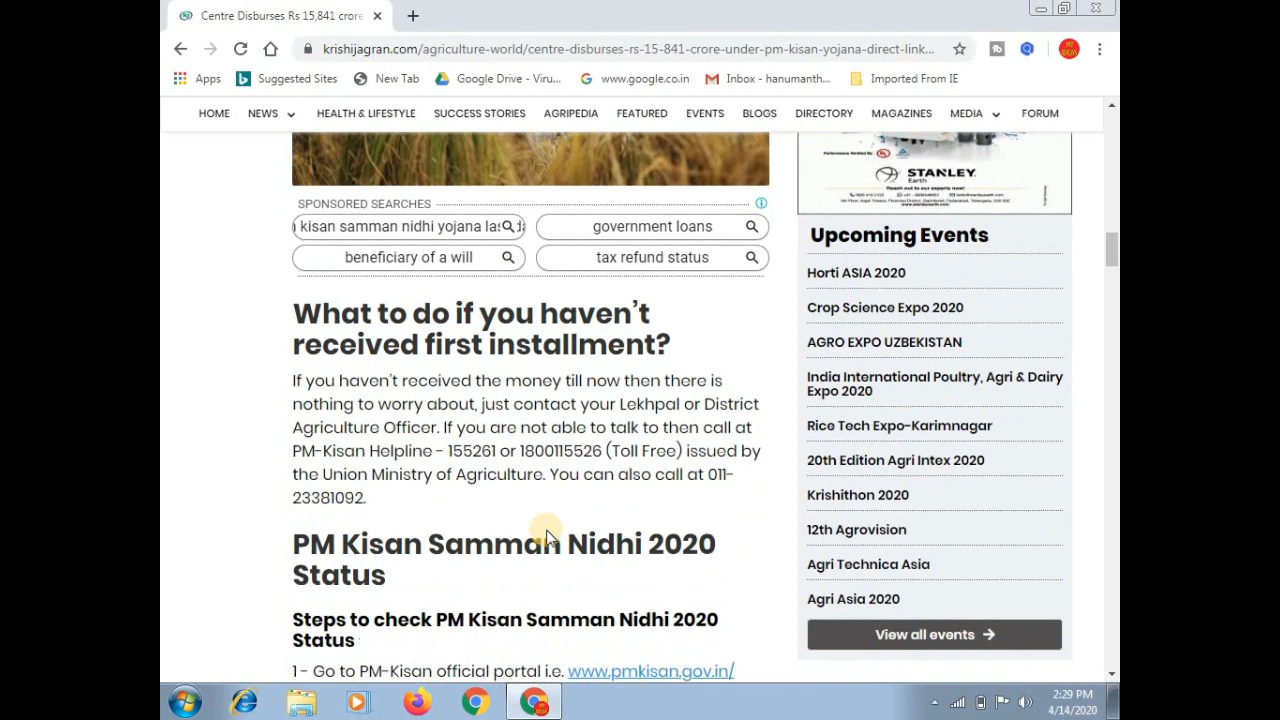 Centre Disburses Rs 15,841 crore
krishijagran.com/agriculture-world/centre-disburses-rs-15-841-crore-under-pm-kisan-yojana-direct-link...
Apps Suggested Sites New Tab Google Drive - Viru... www.google.co.in Inbox - hanumanth... Imported From IE
HOME NEWS HEALTH & LIFESTYLE SUCCESS STORIES AGRIPEDIA FEATURED EVENTS BLOGS DIRECTORY MAGAZINES MEDIA FORUM
STANLEY
Earth
Reach out to our experts now!
SPONSORED SEARCHES
kisan samman nidhi yojana las
government loans
beneficiary of a will
tax refund status
What to do if you haven't
received first installment?
If you haven't received the money till now then there is
nothing to worry about, just contact your Lekhpal or District
Agriculture Officer. If you are not able to talk to then call at
PM-Kisan Helpline - 155261 or 1800115526 (Toll Free) issued by
the Union Ministry of Agriculture. You can also call at 011-
23381092.
PM Kisan Samman Nidhi 2020
Status
Steps to check PM Kisan Samman Nidhi 2020
Status
1 - Go to PM-Kisan official portal i.e. www.pmkisan.gov.in/
Upcoming Events
Horti ASIA 2020
Crop Science Expo 2020
AGRO EXPO UZBEKISTAN
India International Poultry, Agri & Dairy
Expo 2020
Rice Tech Expo-Karimnagar
20th Edition Agri Intex 2020
Krishithon 2020
12th Agrovision
Agri Technica Asia
Agri Asia 2020
View all events
2:29 PM
4/14/2020